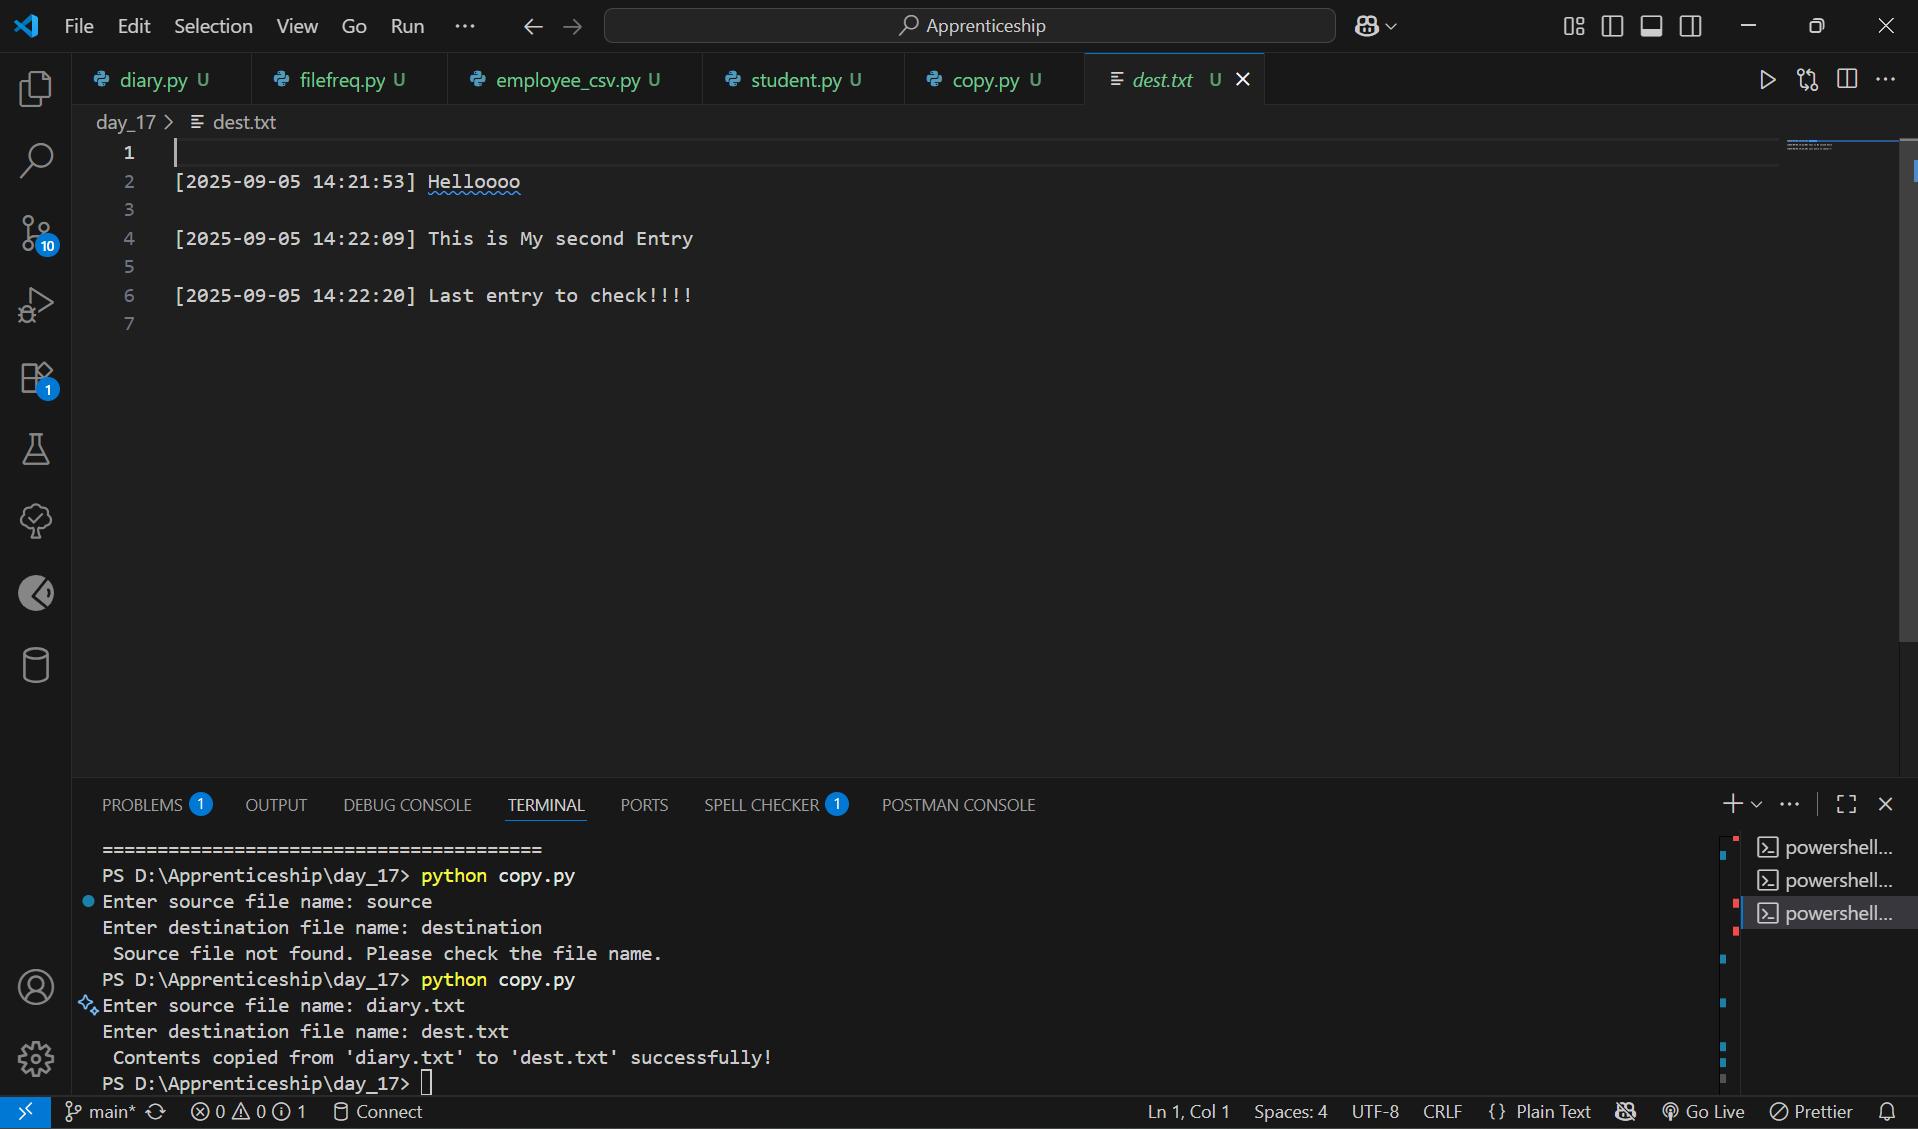 File Edit Selection View Go Run ··· Apprenticeship
diary.py U filefreq.py U employee_csv.py U student.py U copy.py U dest.txt U
day_17 > dest.txt
1
2 [2025-09-05 14:21:53] Helloooo
3
4 [2025-09-05 14:22:09] This is My second Entry
5
6 [2025-09-05 14:22:20] Last entry to check!!!!
7
10
1
PROBLEMS 1 OUTPUT DEBUG CONSOLE TERMINAL PORTS SPELL CHECKER 1 POSTMAN CONSOLE
========================================
PS D:\Apprenticeship\day_17> python copy.py
Enter source file name: source
Enter destination file name: destination
Source file not found. Please check the file name.
PS D:\Apprenticeship\day_17> python copy.py
Enter source file name: diary.txt
Enter destination file name: dest.txt
Contents copied from 'diary.txt' to 'dest.txt' successfully!
PS D:\Apprenticeship\day_17>
powershell...
powershell...
powershell...
main* 0 0 1 Connect Ln 1, Col 1 Spaces: 4 UTF-8 CRLF {} Plain Text Go Live Prettier